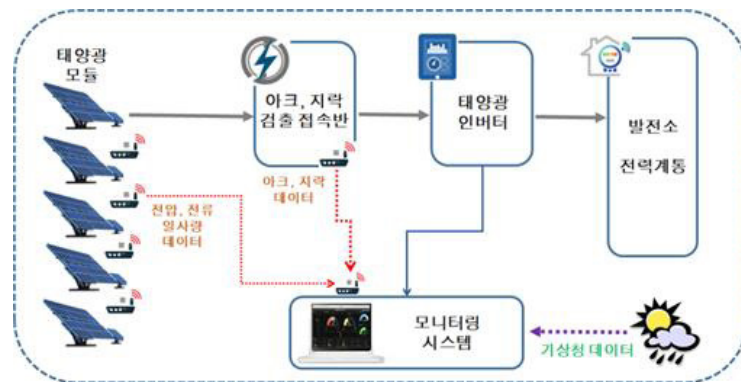 태양광
모듈
아크, 지락
검출 접속반
태양광
인버터
발전소
전력계통
아크, 지락
데이터
전압, 전류
일사량
데이터
모니터링
시스템
기상청 데이터